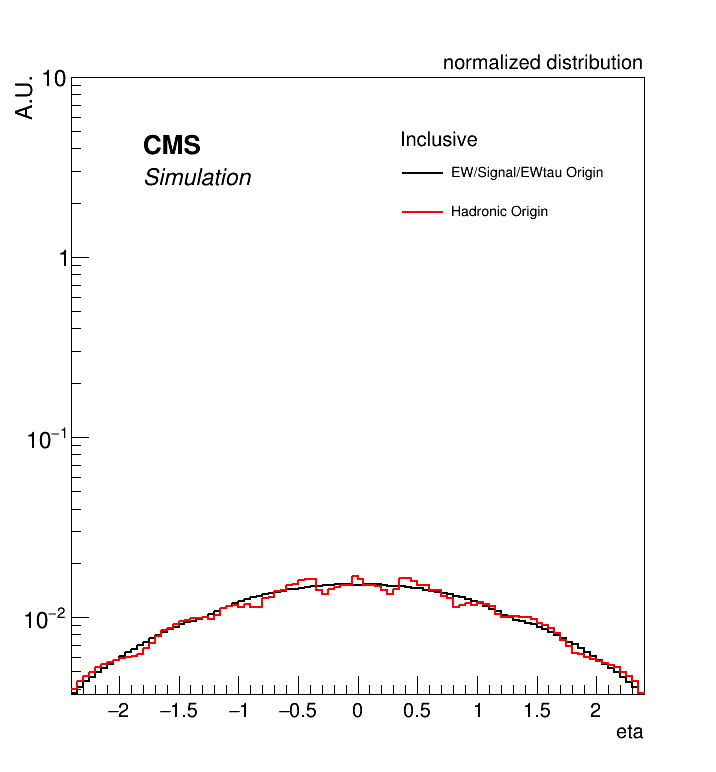 normalized distribution
A.U.
10
CMS
Simulation
Inclusive
EW/Signal/EWtau Origin
Hadronic Origin
1
10⁻¹
10⁻²
−2 −1.5 −1 −0.5 0 0.5 1 1.5 2
eta